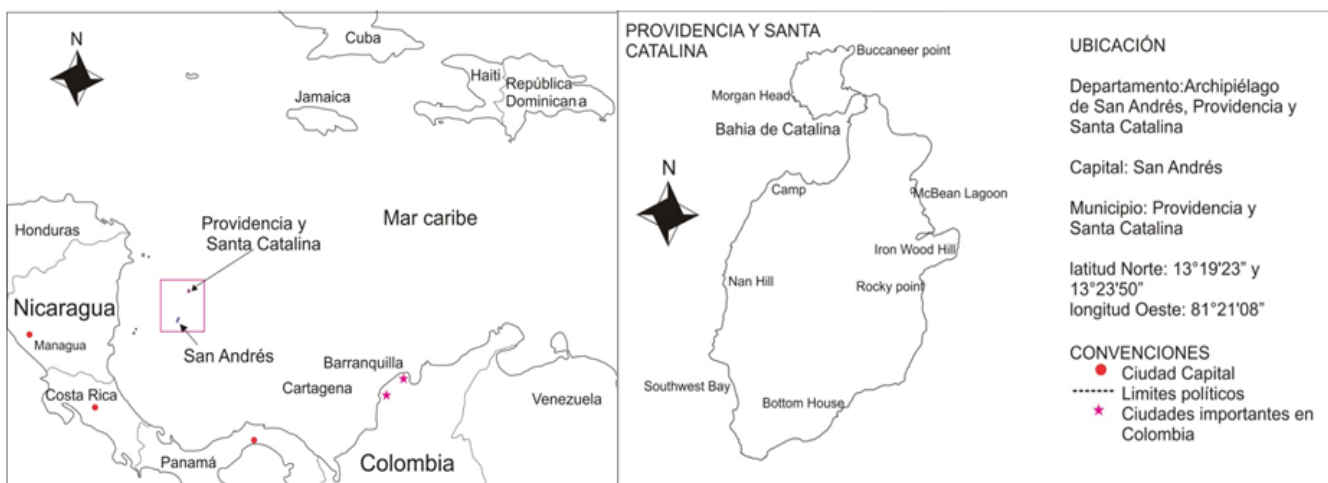 N
Cuba
Haiti
República
Dominicana
Jamaica
Mar caribe
Providencia y
Santa Catalina
Honduras
Nicaragua
Managua
San Andrés
Barranquilla
Cartagena
Costa Rica
Venezuela
Panamá
Colombia
PROVIDENCIA Y SANTA
CATALINA
Buccaneer point
Morgan Head
Bahia de Catalina
N
Camp
McBean Lagoon
Iron Wood Hill
Nan Hill
Rocky point
Southwest Bay
Bottom House
UBICACIÓN
Departamento:Archipiélago
de San Andrés, Providencia y
Santa Catalina
Capital: San Andrés
Municipio: Providencia y
Santa Catalina
latitud Norte: 13°19'23” y
13°23'50”
longitud Oeste: 81°21'08”
CONVENCIONES
Ciudad Capital
Limites políticos
Ciudades importantes en
Colombia